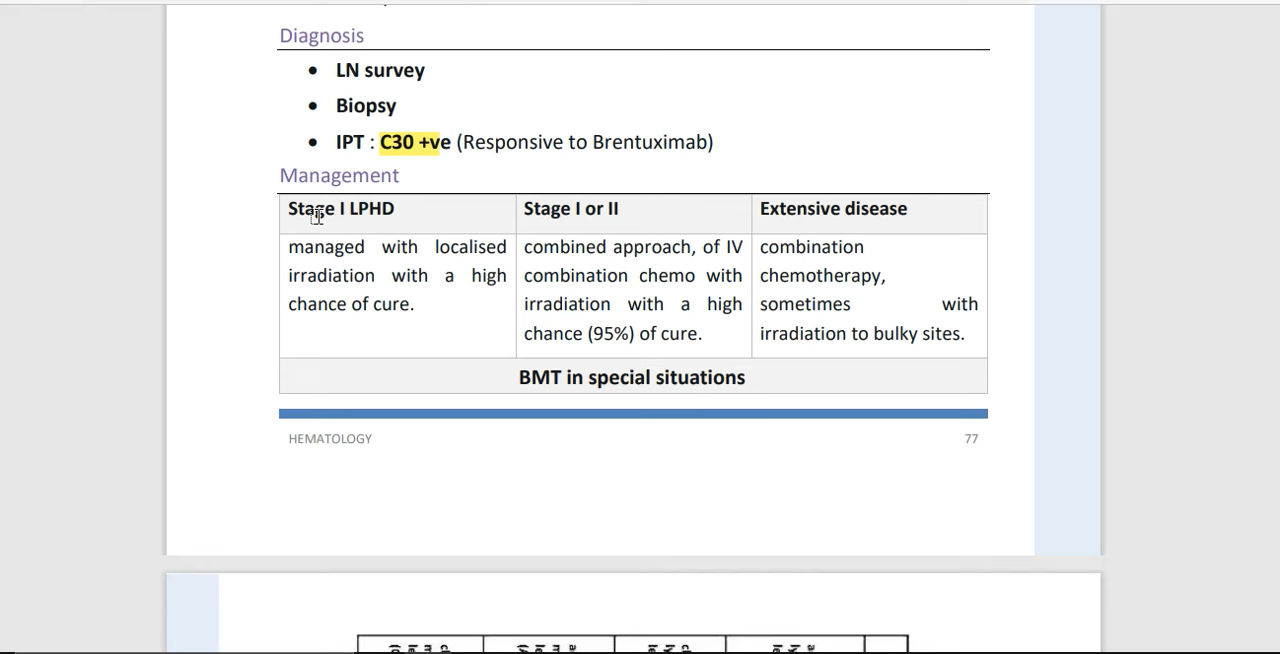 Diagnosis
• LN survey
• Biopsy
• IPT : C30 +ve (Responsive to Brentuximab)
Management
Stage I LPHD
managed with localised
irradiation with a high
chance of cure.
Stage I or II
combined approach, of IV
combination chemo with
irradiation with a high
chance (95%) of cure.
Extensive disease
combination
chemotherapy,
sometimes with
irradiation to bulky sites.
BMT in special situations
HEMATOLOGY 77